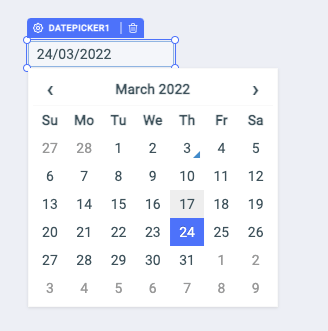 DATEPICKER1
24/03/2022
‹ March 2022 ›
Su Mo Tu We Th Fr Sa
27 28 1 2 3 4 5
6 7 8 9 10 11 12
13 14 15 16 17 18 19
20 21 22 23 24 25 26
27 28 29 30 31 1 2
3 4 5 6 7 8 9